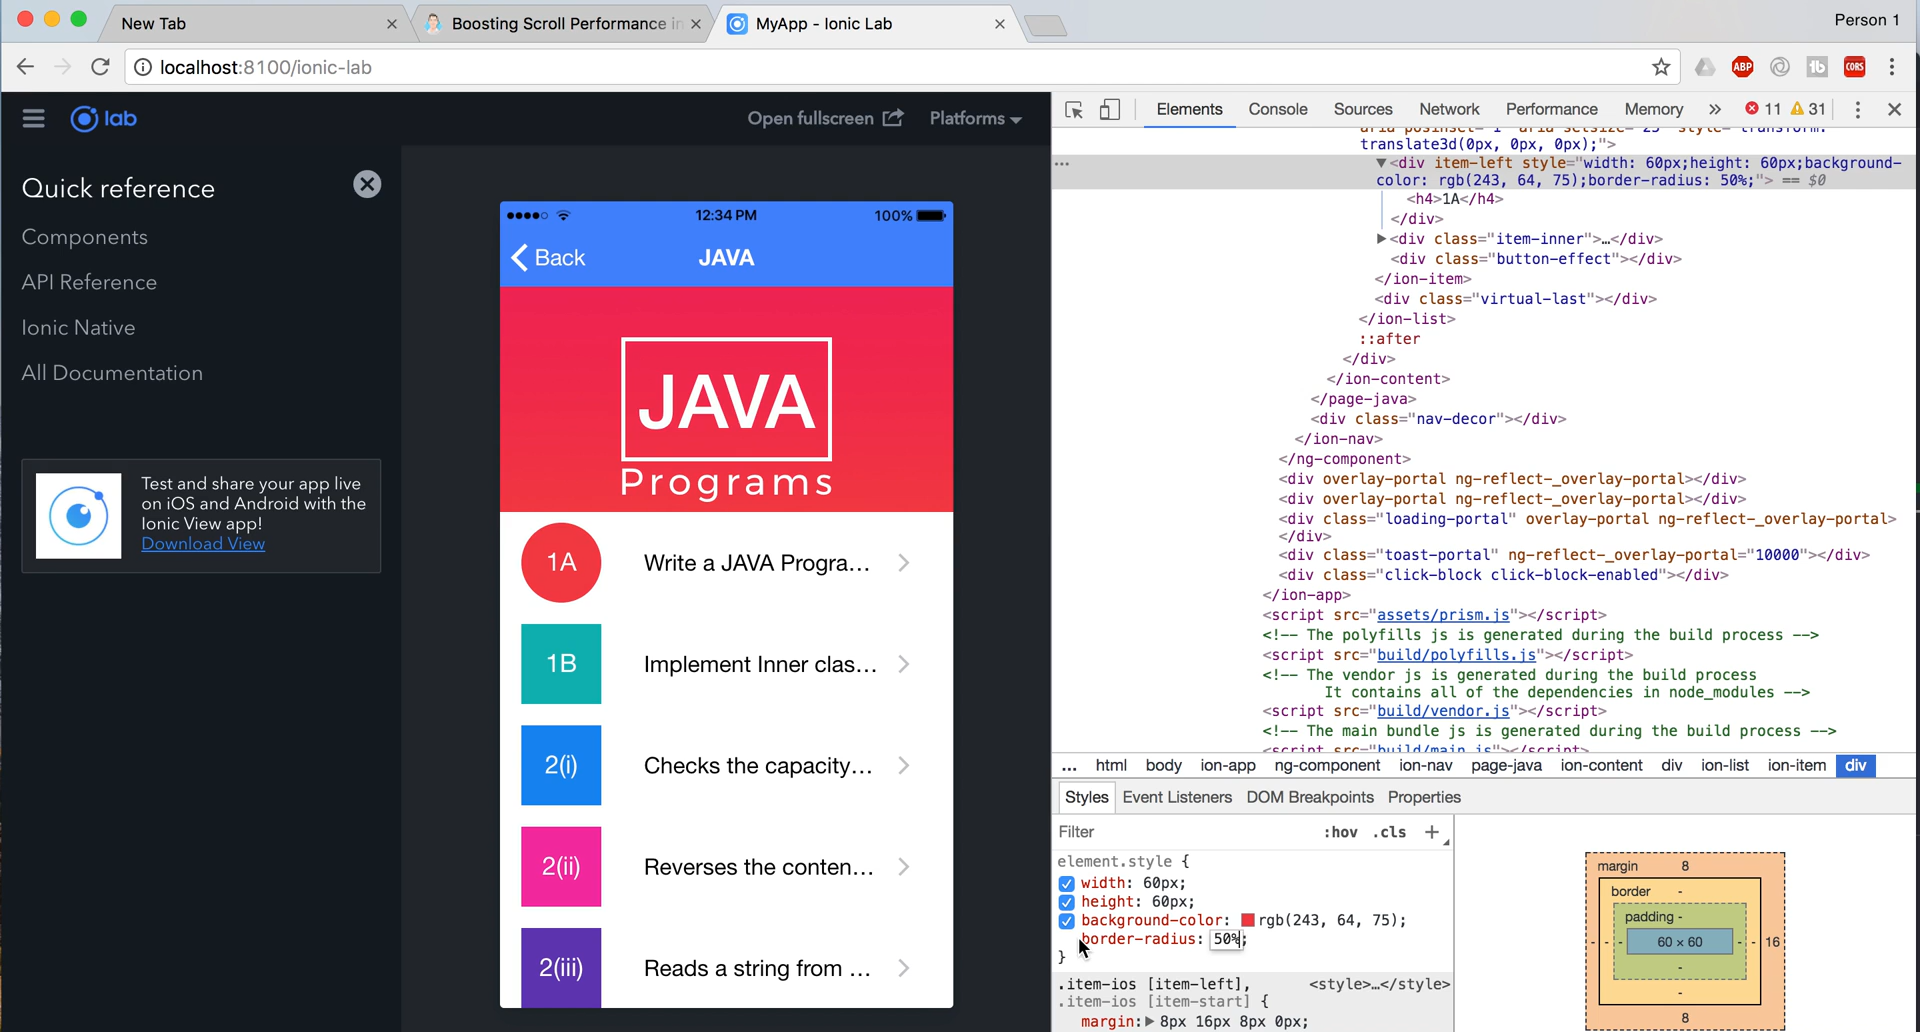 New Tab
Boosting Scroll Performance in
MyApp - Ionic Lab
Person 1
localhost:8100/ionic-lab
ABP
CORS
lab
Open fullscreen
Platforms
Quick reference
Components
API Reference
Ionic Native
All Documentation
Test and share your app live
on iOS and Android with the
Ionic View app!
Download View
12:34 PM
100%
Back
JAVA
JAVA
Programs
1A
Write a JAVA Progra...
1B
Implement Inner clas...
2(i)
Checks the capacity...
2(ii)
Reverses the conten...
2(iii)
Reads a string from ...
Elements Console Sources Network Performance Memory » 11 31
translate3d(0px, 0px, 0px);">
<div item-left style="width: 60px;height: 60px;background-
color: rgb(243, 64, 75);border-radius: 50%;"> == $0
<h4>1A</h4>
</div>
<div class="item-inner">…</div>
<div class="button-effect"></div>
</ion-item>
<div class="virtual-last"></div>
</ion-list>
::after
</div>
</ion-content>
</page-java>
<div class="nav-decor"></div>
</ion-nav>
</ng-component>
<div overlay-portal ng-reflect-_overlay-portal></div>
<div overlay-portal ng-reflect-_overlay-portal></div>
<div class="loading-portal" overlay-portal ng-reflect-_overlay-portal>
</div>
<div class="toast-portal" ng-reflect-_overlay-portal="10000"></div>
<div class="click-block click-block-enabled"></div>
</ion-app>
<script src="assets/prism.js"></script>
<!-- The polyfills js is generated during the build process -->
<script src="build/polyfills.js"></script>
<!-- The vendor js is generated during the build process
It contains all of the dependencies in node_modules -->
<script src="build/vendor.js"></script>
<!-- The main bundle js is generated during the build process -->
<script src="build/main.js"></script>
... html body ion-app ng-component ion-nav page-java ion-content div ion-list ion-item div
Styles Event Listeners DOM Breakpoints Properties
Filter
:hov .cls +
element.style {
width: 60px;
height: 60px;
background-color: rgb(243, 64, 75);
border-radius: 50%;
}
.item-ios [item-left], <style>…</style>
.item-ios [item-start] {
margin: 8px 16px 8px 0px;
margin 8
border -
padding -
- - - 60 × 60 - - 16
-
-
8